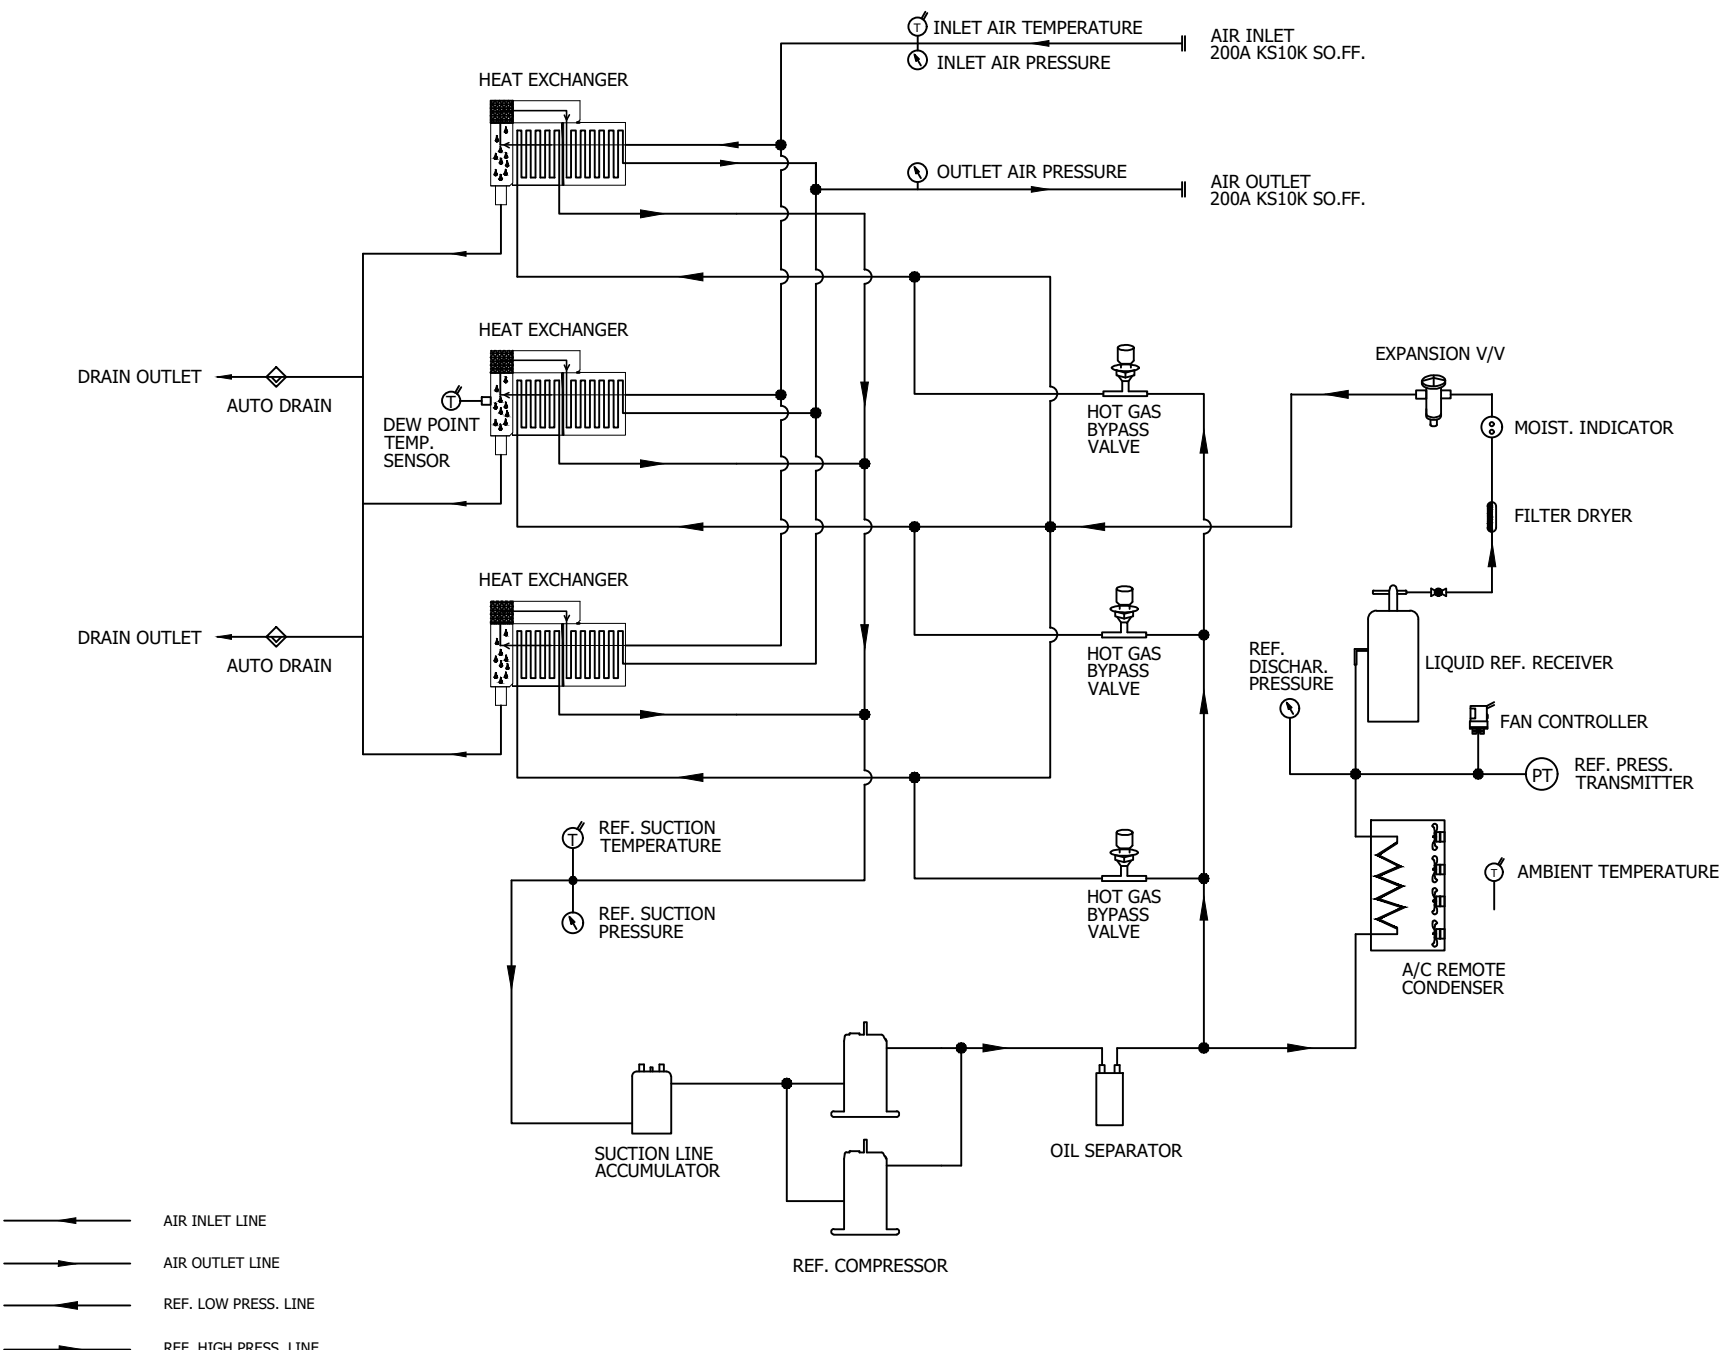 INLET AIR TEMPERATURE
INLET AIR PRESSURE
AIR INLET
200A KS10K SO.FF.
HEAT EXCHANGER
OUTLET AIR PRESSURE
AIR OUTLET
200A KS10K SO.FF.
HEAT EXCHANGER
DRAIN OUTLET
AUTO DRAIN
T
DEW POINT
TEMP.
SENSOR
HOT GAS
BYPASS
VALVE
EXPANSION V/V
MOIST. INDICATOR
FILTER DRYER
HEAT EXCHANGER
DRAIN OUTLET
AUTO DRAIN
HOT GAS
BYPASS
VALVE
REF.
DISCHAR.
PRESSURE
LIQUID REF. RECEIVER
FAN CONTROLLER
PT
REF. PRESS.
TRANSMITTER
T
REF. SUCTION
TEMPERATURE
REF. SUCTION
PRESSURE
HOT GAS
BYPASS
VALVE
T
AMBIENT TEMPERATURE
A/C REMOTE
CONDENSER
SUCTION LINE
ACCUMULATOR
OIL SEPARATOR
REF. COMPRESSOR
T
AIR INLET LINE
AIR OUTLET LINE
REF. LOW PRESS. LINE
REF. HIGH PRESS. LINE